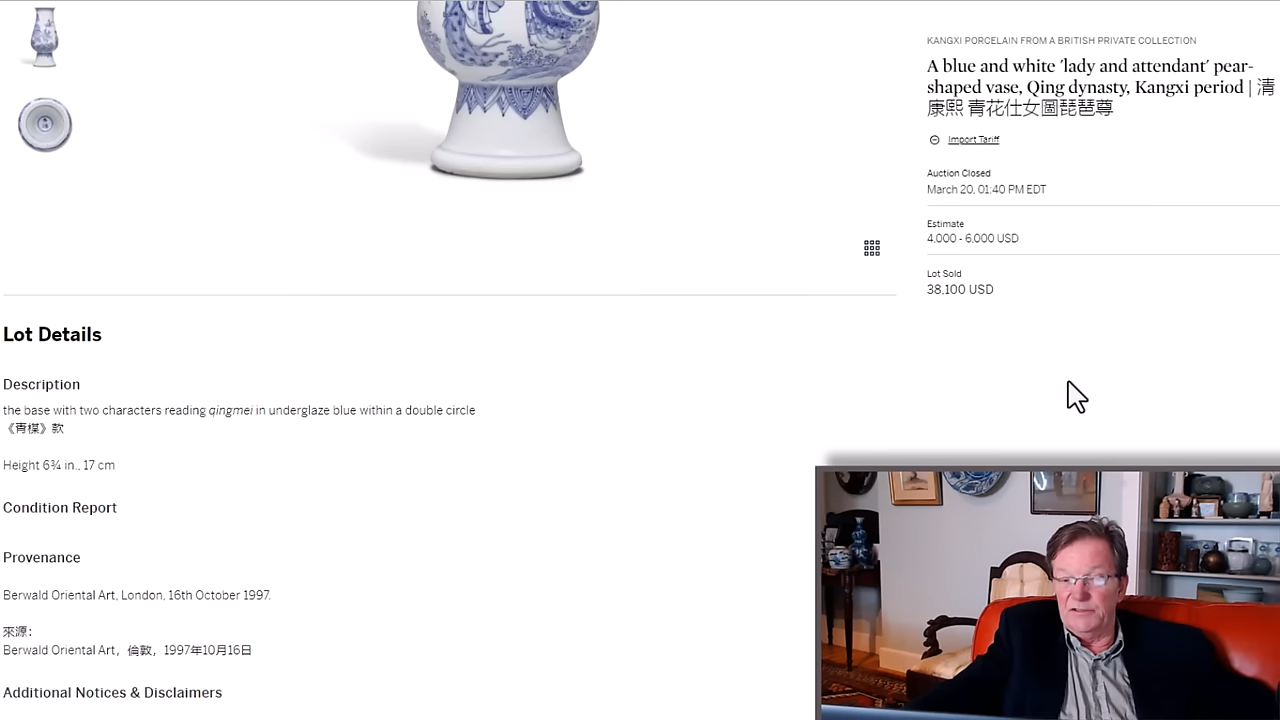 KANGXI PORCELAIN FROM A BRITISH PRIVATE COLLECTION
A blue and white 'lady and attendant' pear-
shaped vase, Qing dynasty, Kangxi period | 清
康熙 青花仕女圖琵琶尊
Import Tariff
Auction Closed
March 20, 01:40 PM EDT
Estimate
4,000 - 6,000 USD
Lot Sold
38,100 USD
Lot Details
Description
the base with two characters reading qingmei in underglaze blue within a double circle
《靑楳》款
Height 6¾ in., 17 cm
Condition Report
Provenance
Berwald Oriental Art, London, 16th October 1997.
來源：
Berwald Oriental Art，倫敦，1997年10月16日
Additional Notices & Disclaimers